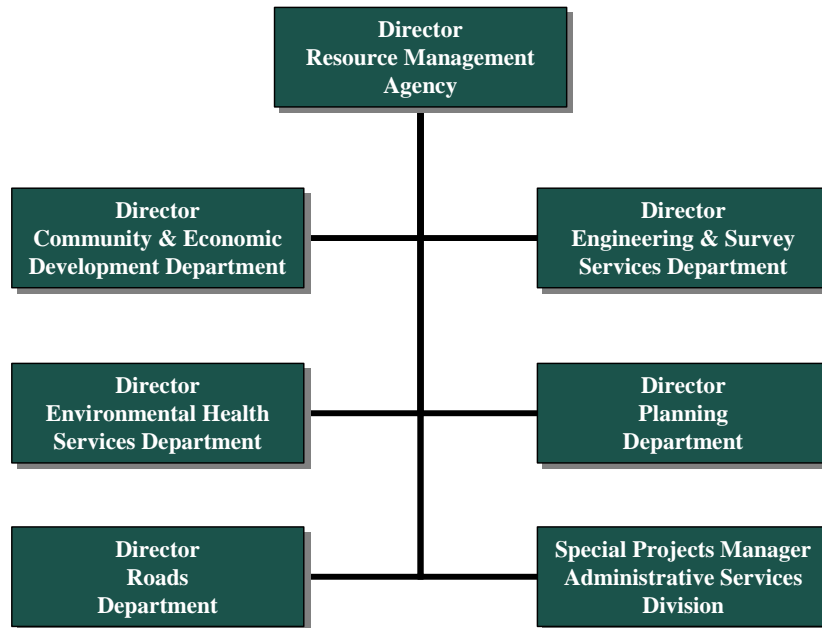 Director
Resource Management
Agency
Director
Community & Economic
Development Department
Director
Engineering & Survey
Services Department
Director
Environmental Health
Services Department
Director
Planning
Department
Director
Roads
Department
Special Projects Manager
Administrative Services
Division